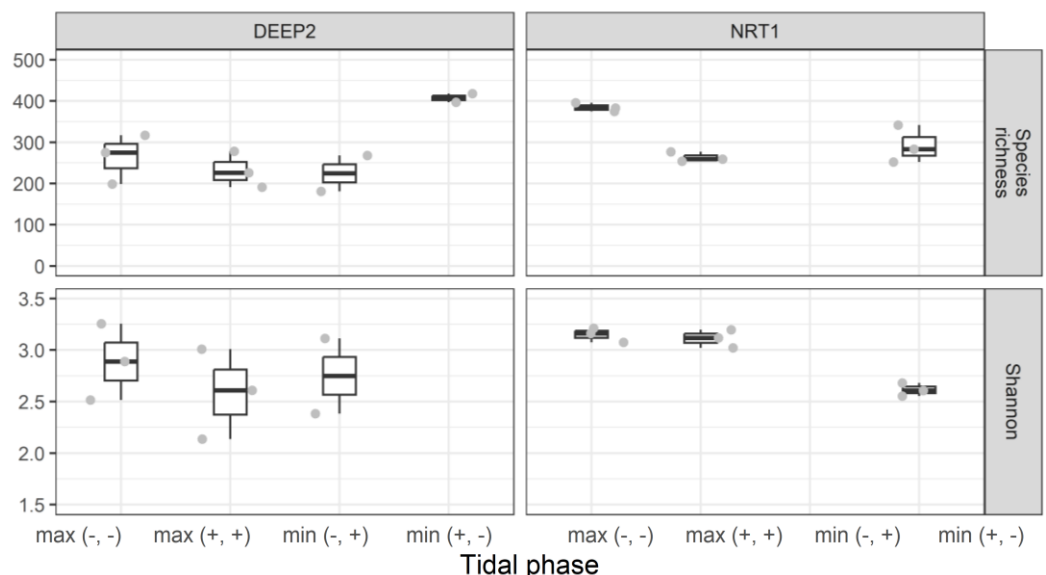 DEEP2 NRT1
500
400
300
200
100
0
Species
richness
3.5
3.0
2.5
2.0
1.5
Shannon
max (-, -) max (+, +) min (-, +) min (+, -) max (-, -) max (+, +) min (-, +) min (+, -)
Tidal phase